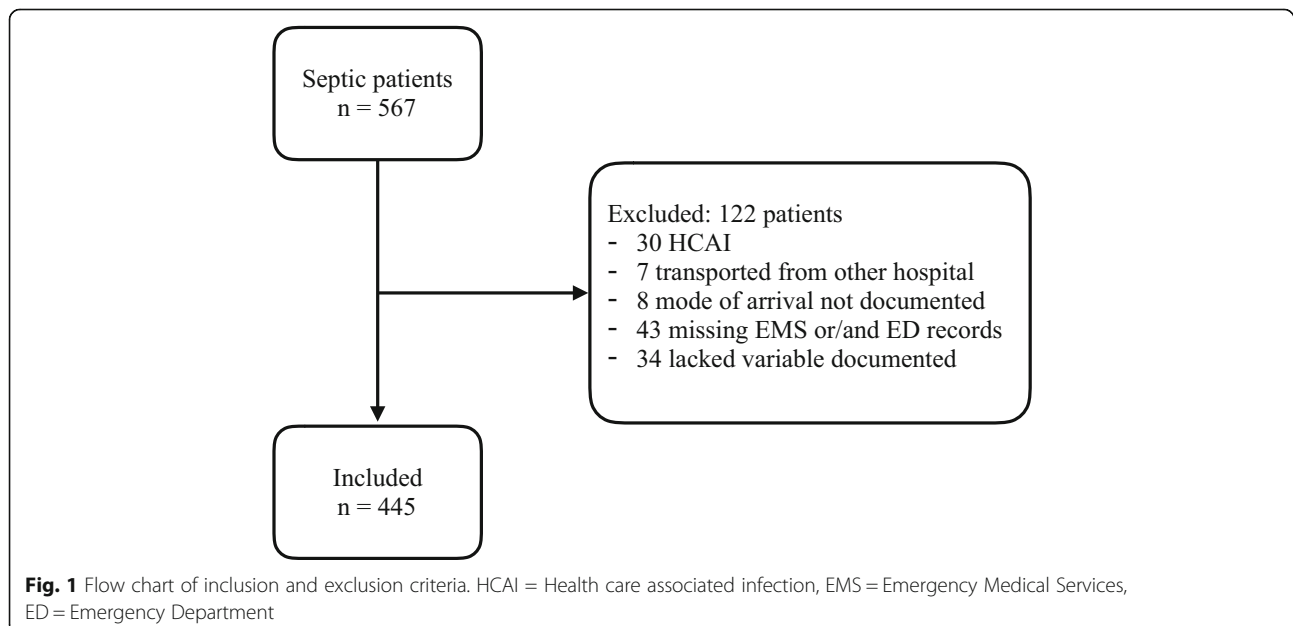 Septic patients
n = 567
Excluded: 122 patients
- 30 HCAI
- 7 transported from other hospital
- 8 mode of arrival not documented
- 43 missing EMS or/and ED records
- 34 lacked variable documented
Included
n = 445
Fig. 1 Flow chart of inclusion and exclusion criteria. HCAI = Health care associated infection, EMS = Emergency Medical Services,
ED = Emergency Department